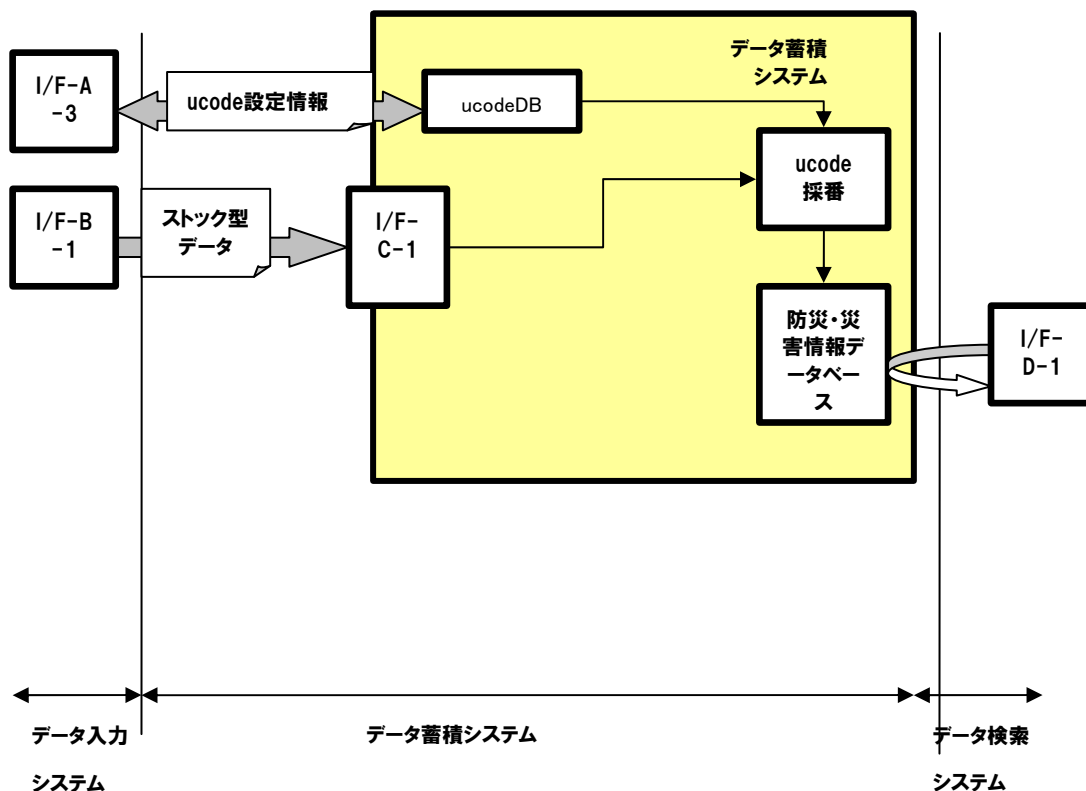 データ蓄積
システム
I/F-A
-3
ucode設定情報
ucodeDB
ucode
採番
I/F-B
-1
ストック型
データ
I/F-
C-1
防災・災
害情報デ
ータベー
ス
I/F-
D-1
データ入力
システム
データ蓄積システム
データ検索
システム